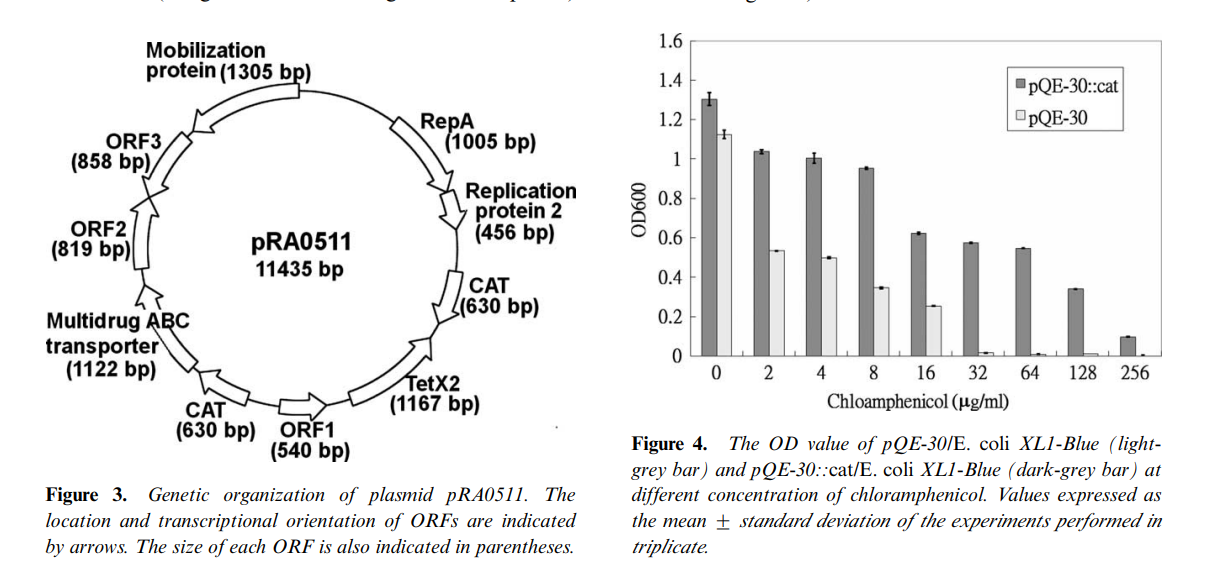 Mobilization
protein (1305 bp)
RepA
(1005 bp)
Replication
protein 2
(456 bp)
CAT
(630 bp)
TetX2
(1167 bp)
ORF1
(540 bp)
CAT
(630 bp)
Multidrug ABC
transporter
(1122 bp)
ORF2
(819 bp)
ORF3
(858 bp)
pRA0511
11435 bp
Figure 3. Genetic organization of plasmid pRA0511. The
location and transcriptional orientation of ORFs are indicated
by arrows. The size of each ORF is also indicated in parentheses.
1.6
1.4
1.2
1
0.8
0.6
0.4
0.2
0
OD600
pQE-30::cat
pQE-30
0 2 4 8 16 32 64 128 256
Chloamphenicol (μg/ml)
Figure 4. The OD value of pQE-30/E. coli XL1-Blue (light-
grey bar) and pQE-30::cat/E. coli XL1-Blue (dark-grey bar) at
different concentration of chloramphenicol. Values expressed as
the mean ± standard deviation of the experiments performed in
triplicate.